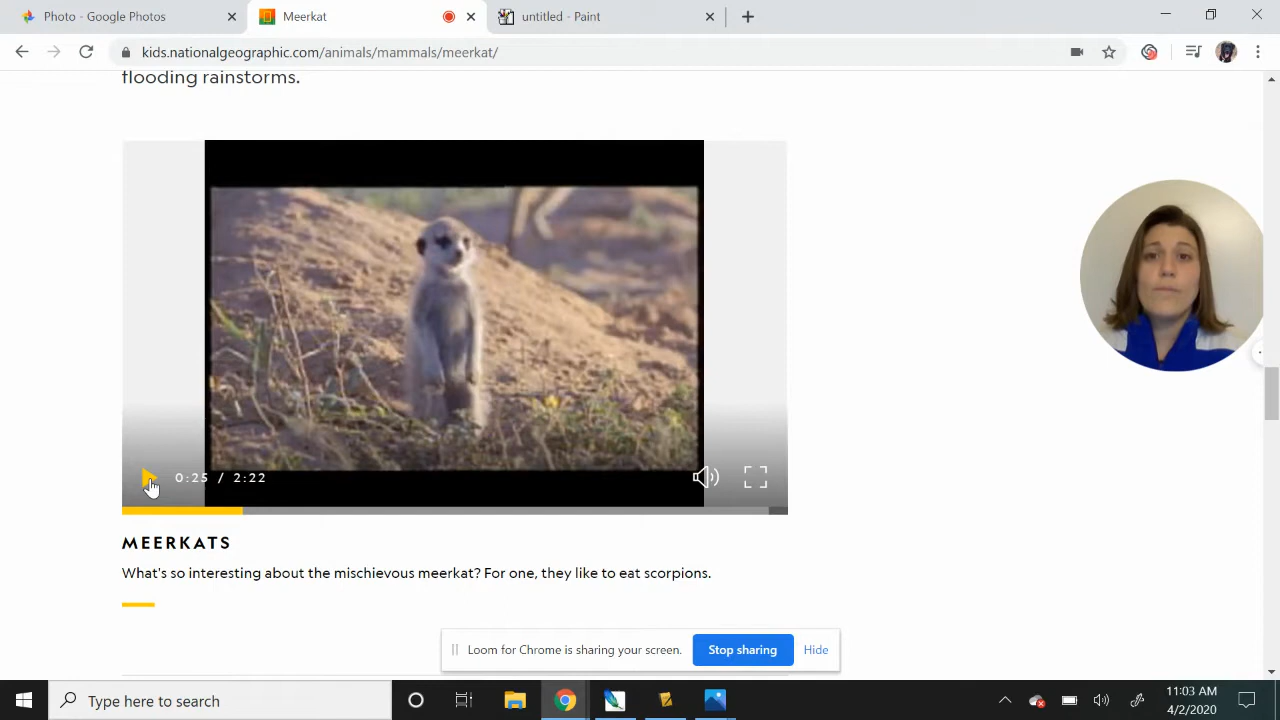 Photo - Google Photos
Meerkat
untitled - Paint
kids.nationalgeographic.com/animals/mammals/meerkat/
flooding rainstorms.
0:25 / 2:22
MEERKATS
What's so interesting about the mischievous meerkat? For one, they like to eat scorpions.
Loom for Chrome is sharing your screen.
Stop sharing
Hide
Type here to search
11:03 AM
4/2/2020